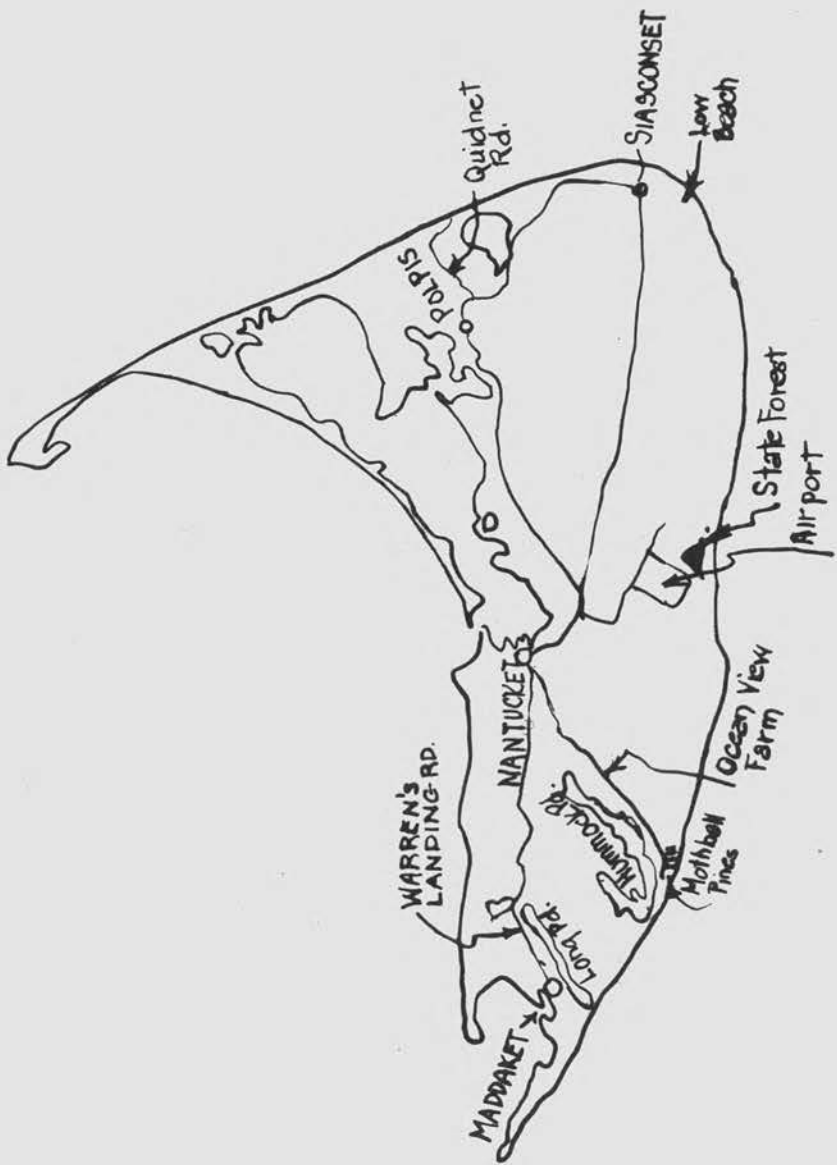 WARREN'S
LANDING RD.
MADDAKET
Long Pd.
NANTUCKET
Hummock Pd.
Mothball
Pines
Ocean View
Farm
POLPIS
Quidnet
Rd.
SIASCONSET
Low
Beach
State Forest
Airport